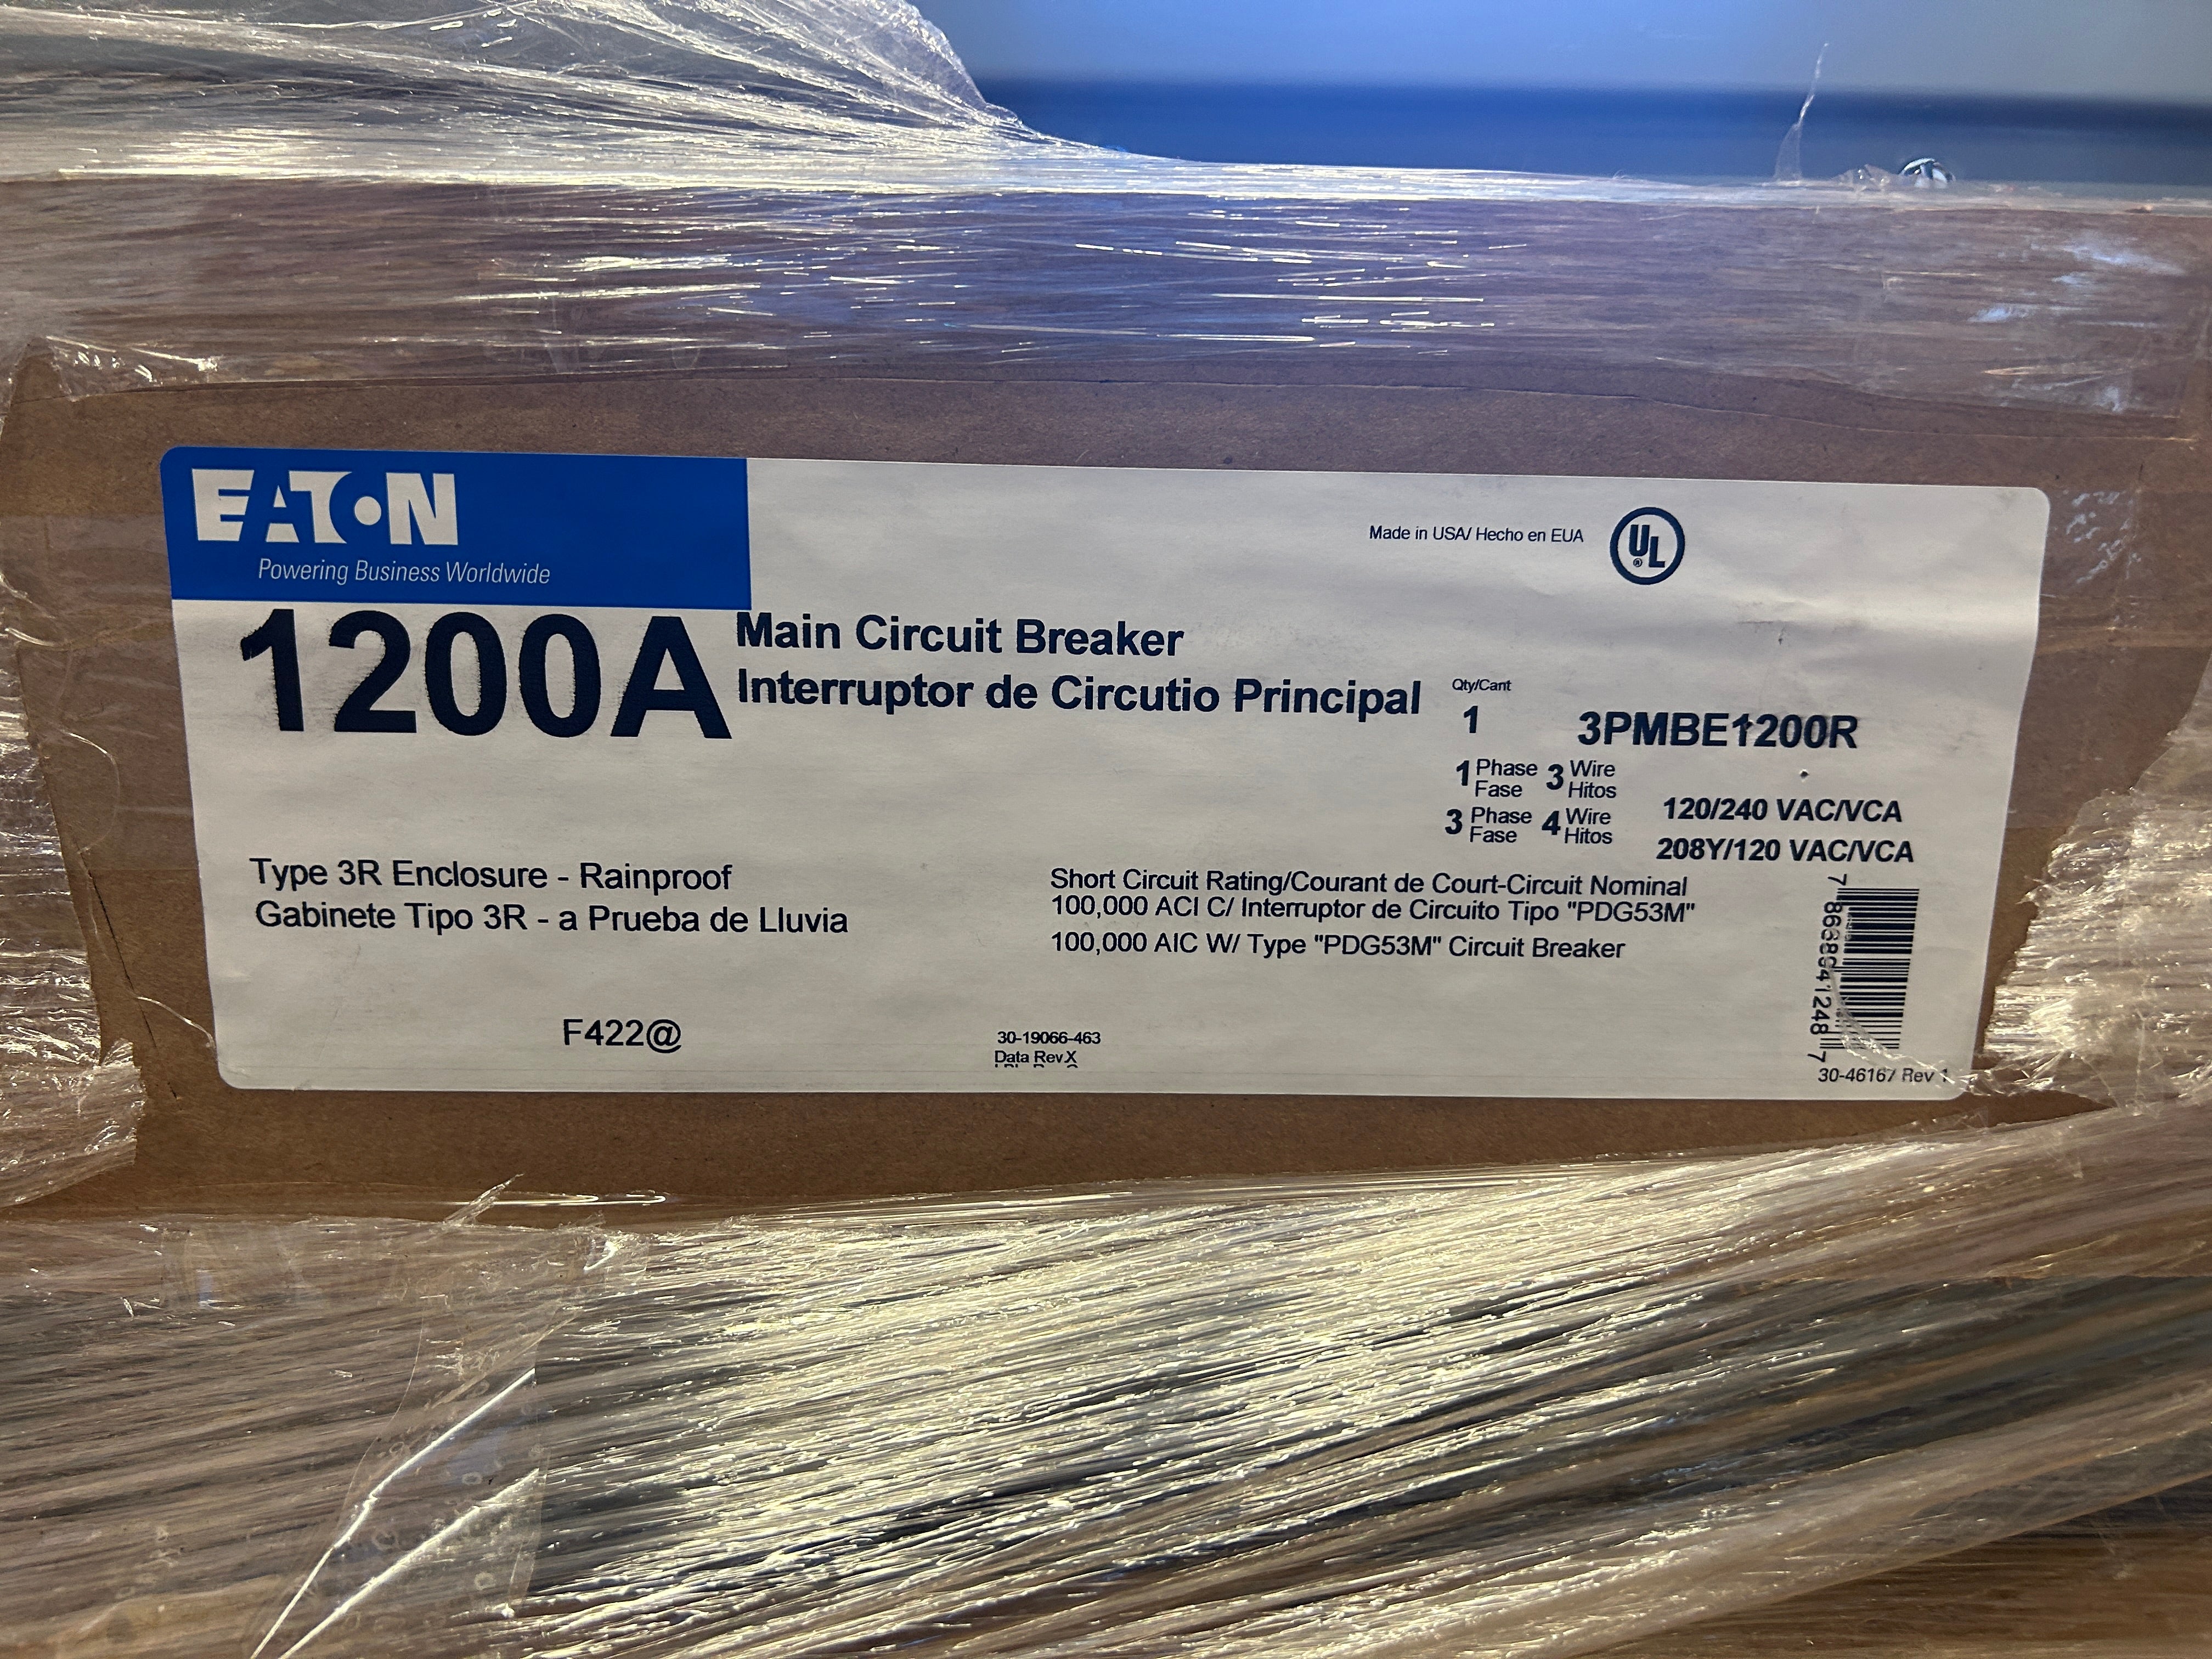 EATON
Powering Business Worldwide
Made in USA/ Hecho en EUA
UL
1200A
Main Circuit Breaker
Interruptor de Circutio Principal
Qty/Cant
1
3PMBE1200R
1 Phase Fase 3 Wire Hitos
120/240 VAC/VCA
3 Phase Fase 4 Wire Hitos
208Y/120 VAC/VCA
Type 3R Enclosure - Rainproof
Gabinete Tipo 3R - a Prueba de Lluvia
Short Circuit Rating/Courant de Court-Circuit Nominal
100,000 ACI C/ Interruptor de Circuito Tipo "PDG53M"
100,000 AIC W/ Type "PDG53M" Circuit Breaker
F422@
30-19066-463
Data Rev X
30-46167 Rev 1